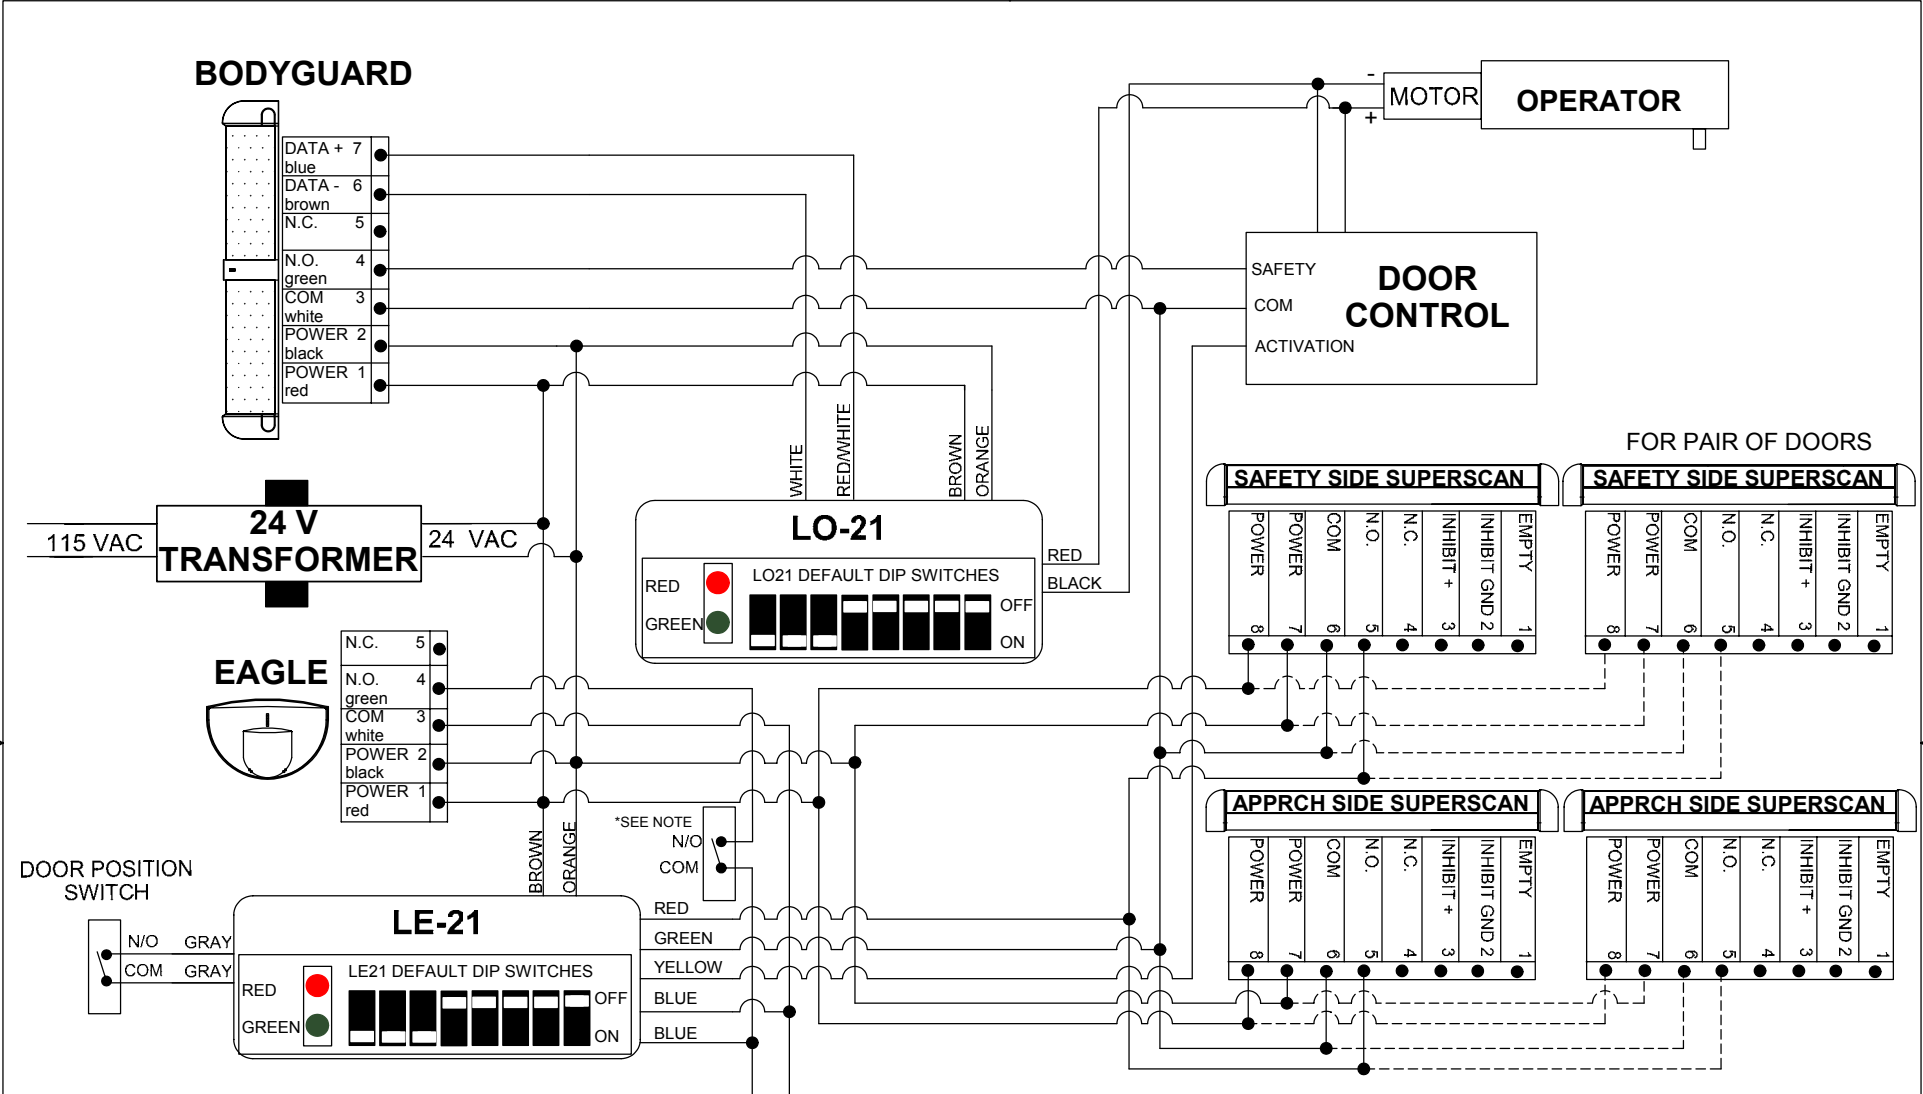 BODYGUARD
DATA + 7
blue
DATA - 6
brown
N.C. 5
N.O. 4
green
COM 3
white
POWER 2
black
POWER 1
red
-
+
MOTOR
OPERATOR
SAFETY
COM
ACTIVATION
DOOR
CONTROL
115 VAC
24 V
TRANSFORMER
24 VAC
WHITE
RED/WHITE
BROWN
ORANGE
LO-21
RED
GREEN
LO21 DEFAULT DIP SWITCHES
OFF
ON
RED
BLACK
FOR PAIR OF DOORS
SAFETY SIDE SUPERSCAN
POWER 8
POWER 7
COM 6
N.O. 5
N.C. 4
INHIBIT + 3
INHIBIT GND 2
EMPTY 1
SAFETY SIDE SUPERSCAN
POWER 8
POWER 7
COM 6
N.O. 5
N.C. 4
INHIBIT + 3
INHIBIT GND 2
EMPTY 1
EAGLE
N.C. 5
N.O. 4
green
COM 3
white
POWER 2
black
POWER 1
red
BROWN
ORANGE
*SEE NOTE
N/O
COM
APPRCH SIDE SUPERSCAN
POWER 8
POWER 7
COM 6
N.O. 5
N.C. 4
INHIBIT + 3
INHIBIT GND 2
EMPTY 1
APPRCH SIDE SUPERSCAN
POWER 8
POWER 7
COM 6
N.O. 5
N.C. 4
INHIBIT + 3
INHIBIT GND 2
EMPTY 1
DOOR POSITION
SWITCH
N/O GRAY
COM GRAY
LE-21
RED
GREEN
LE21 DEFAULT DIP SWITCHES
OFF
ON
RED
GREEN
YELLOW
BLUE
BLUE